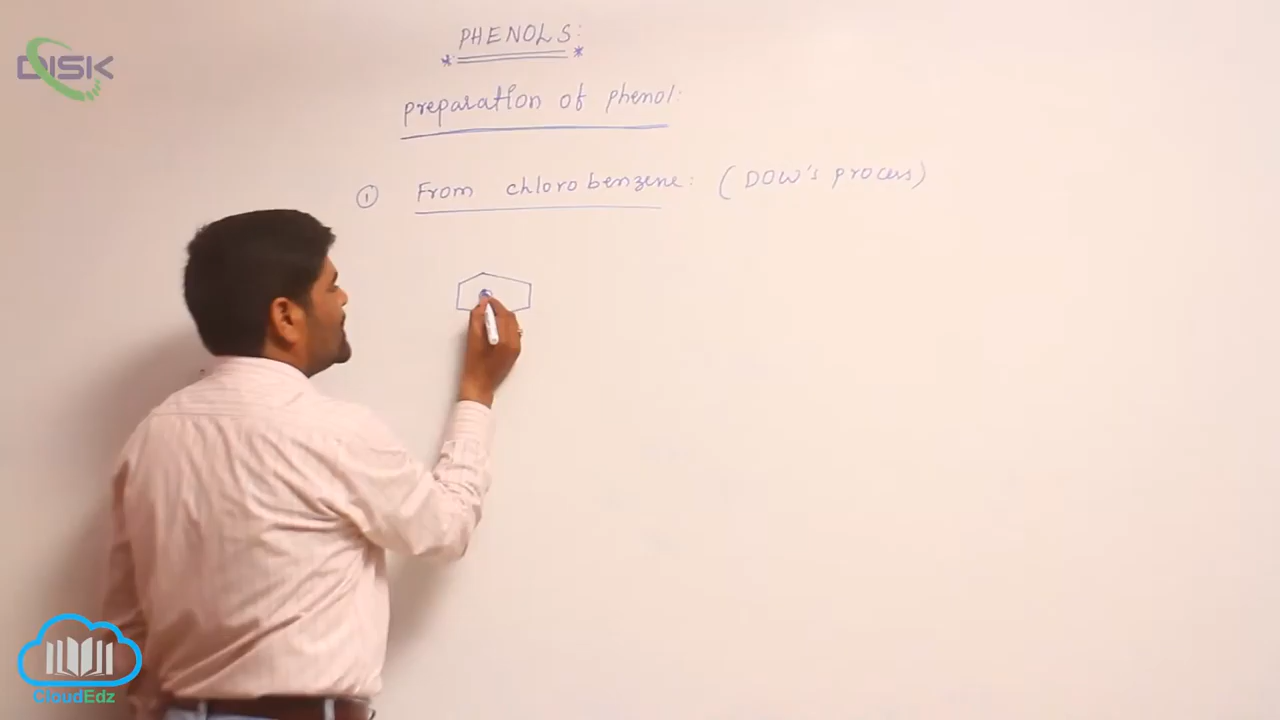 PHENOLS:
DISK
preparation of phenol:
① From chlorobenzene: (DOW's process)
CloudEdz